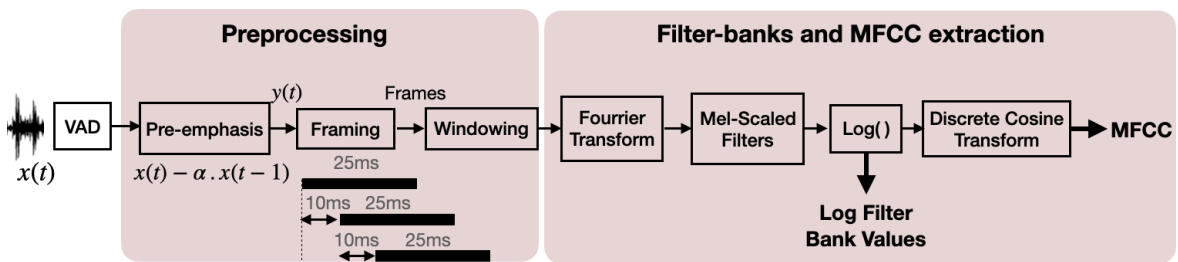 Preprocessing
Filter-banks and MFCC extraction
x(t)
VAD
Pre-emphasis
x(t) − α . x(t − 1)
y(t)
Framing
Frames
Windowing
25ms
10ms 25ms
10ms 25ms
Fourrier
Transform
Mel-Scaled
Filters
Log( )
Log Filter
Bank Values
Discrete Cosine
Transform
MFCC